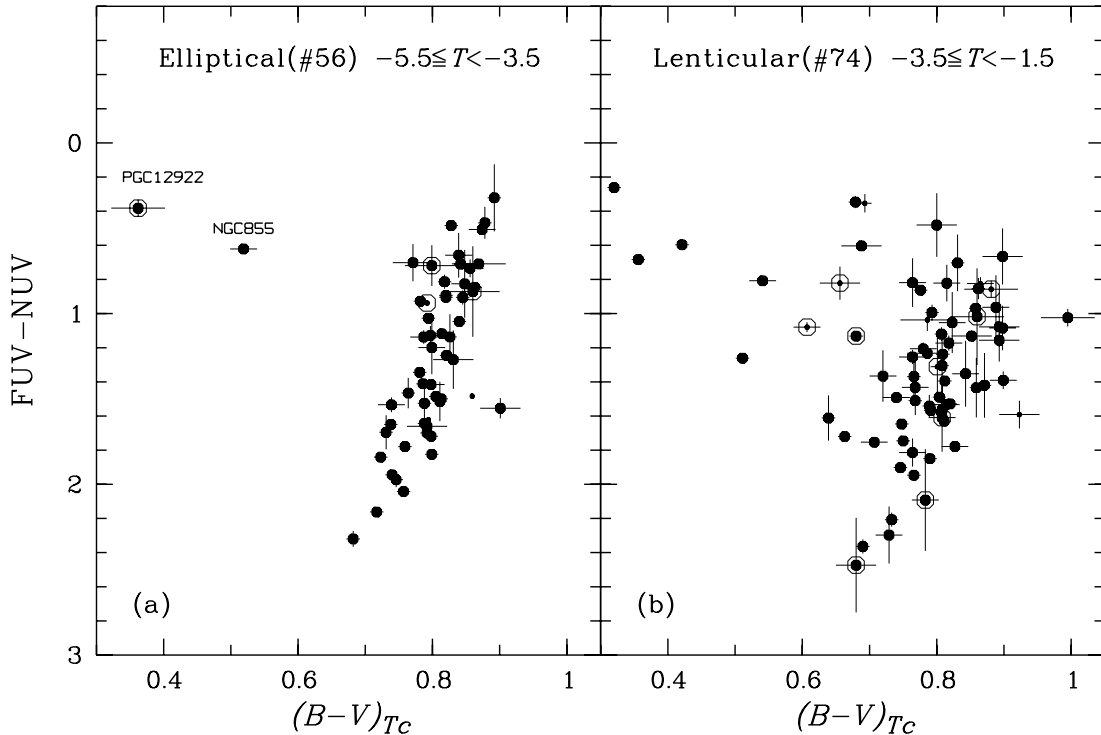 Elliptical(#56) −5.5≦T<−3.5
Lenticular(#74) −3.5≦T<−1.5
0
PGC12922
NGC855
FUV−NUV
1
2
(a)
(b)
3
0.4 0.6 0.8 1
0.4 0.6 0.8 1
(B−V)Tc
(B−V)Tc